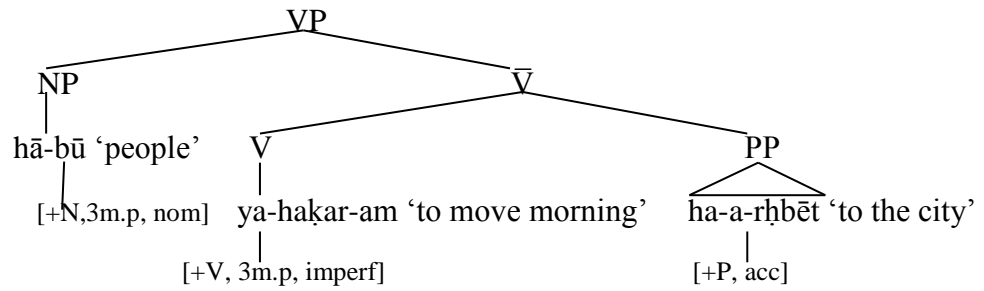 VP
NP V̅
hā-bū ‘people’ V PP
[+N,3m.p, nom] ya-haḳar-am ‘to move morning’ ha-a-rḥbēt ‘to the city’
[+V, 3m.p, imperf] [+P, acc]